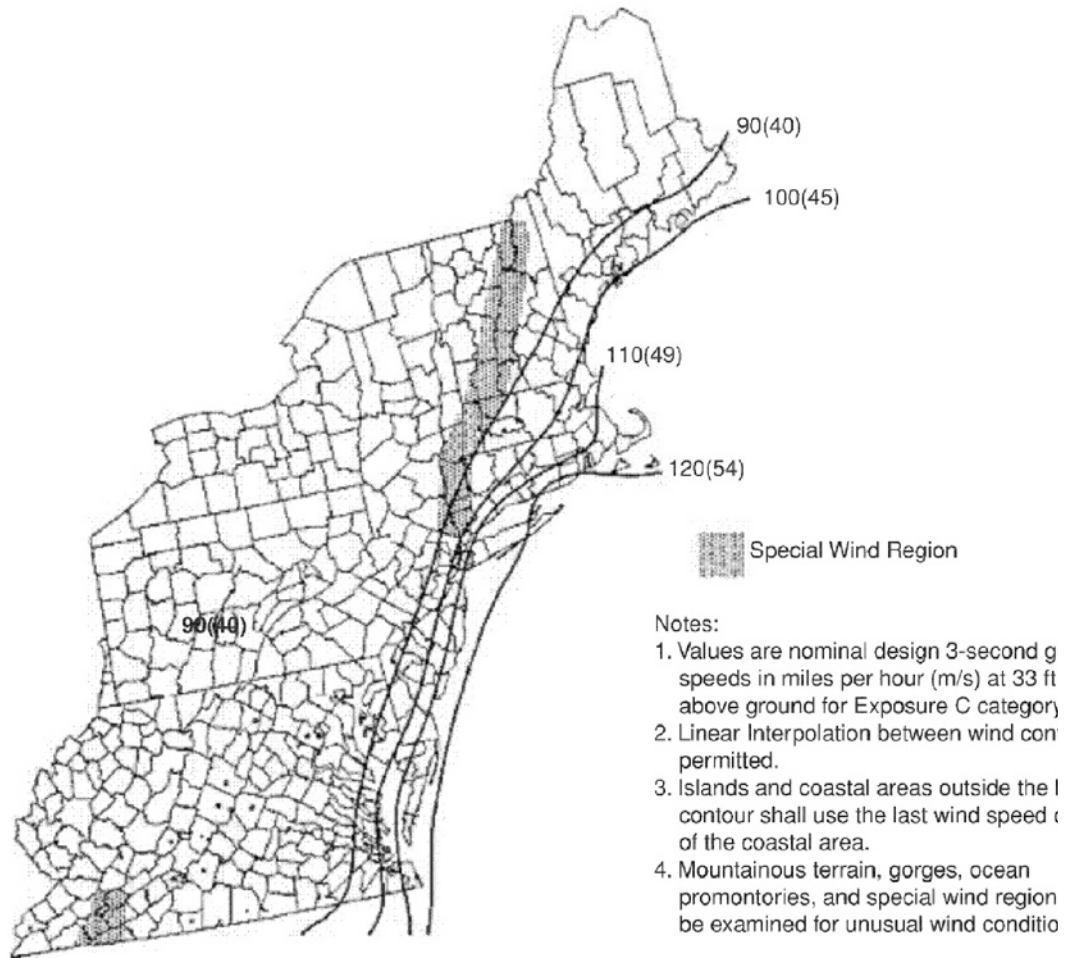 90(40)
100(45)
110(49)
120(54)
Special Wind Region
90(40)
Notes:
1. Values are nominal design 3-second g
speeds in miles per hour (m/s) at 33 ft
above ground for Exposure C category
2. Linear Interpolation between wind con
permitted.
3. Islands and coastal areas outside the l
contour shall use the last wind speed c
of the coastal area.
4. Mountainous terrain, gorges, ocean
promontories, and special wind region
be examined for unusual wind conditio